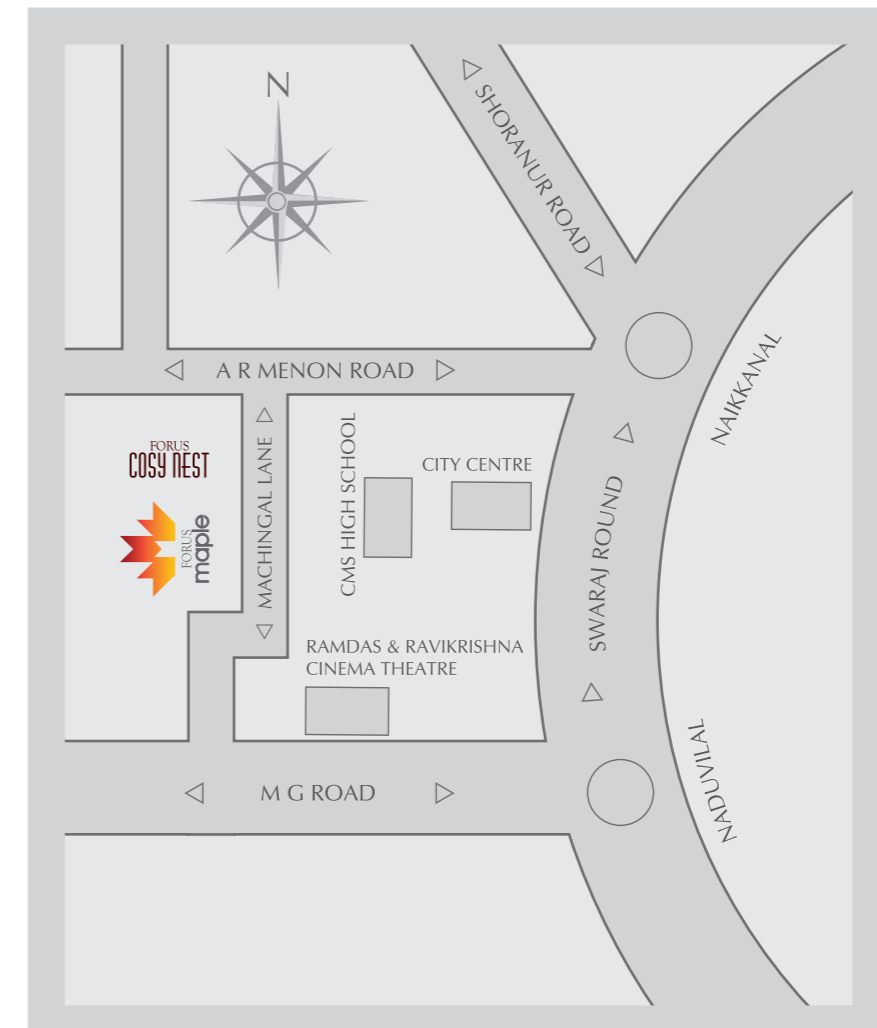 N
SHORANUR ROAD
A R MENON ROAD
NAIKKANAL
FORUS
COSY NEST
FORUS
maple
MACHINGAL LANE
CMS HIGH SCHOOL
CITY CENTRE
SWARAJ ROUND
RAMDAS & RAVIKRISHNA
CINEMA THEATRE
M G ROAD
NADUVILAL